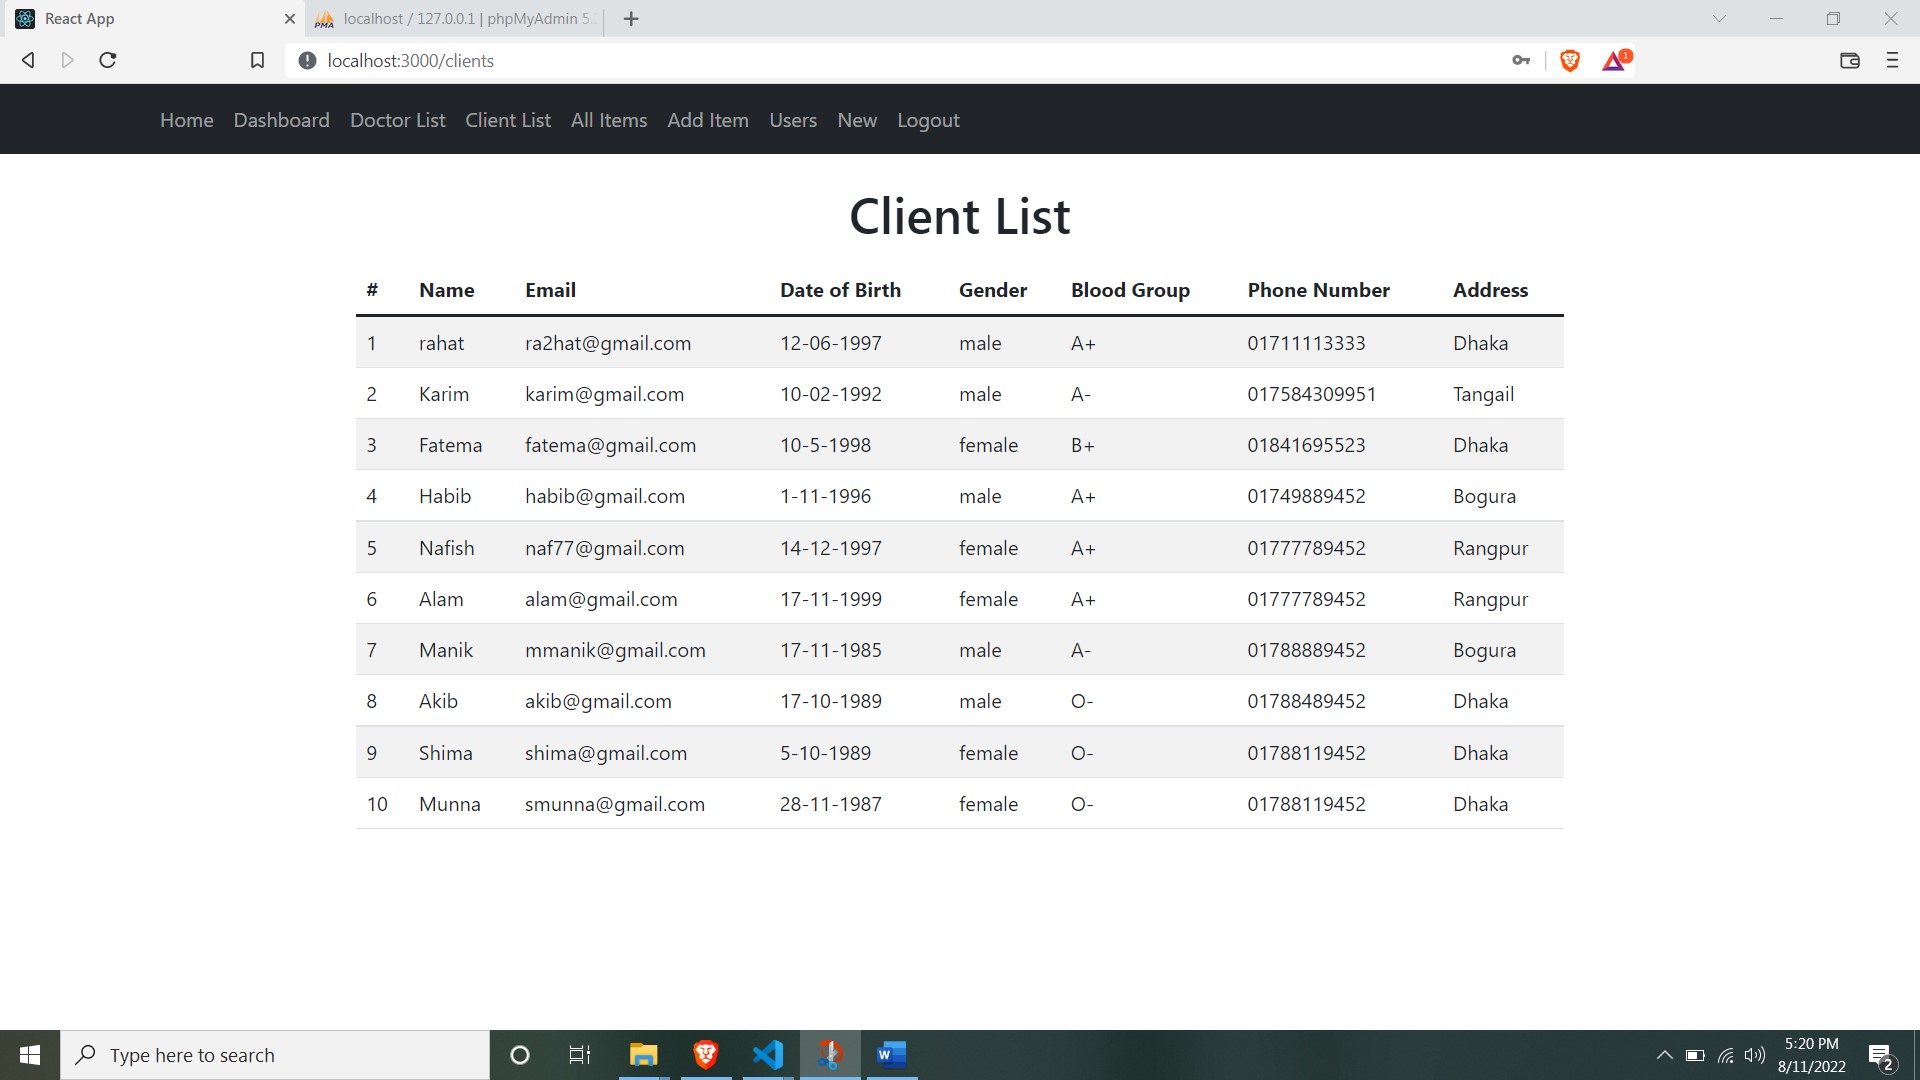 React App
localhost / 127.0.0.1 | phpMyAdmin 5.
localhost:3000/clients
1
Home Dashboard Doctor List Client List All Items Add Item Users New Logout
Client List
# Name Email Date of Birth Gender Blood Group Phone Number Address
1 rahat ra2hat@gmail.com 12-06-1997 male A+ 01711113333 Dhaka
2 Karim karim@gmail.com 10-02-1992 male A- 017584309951 Tangail
3 Fatema fatema@gmail.com 10-5-1998 female B+ 01841695523 Dhaka
4 Habib habib@gmail.com 1-11-1996 male A+ 01749889452 Bogura
5 Nafish naf77@gmail.com 14-12-1997 female A+ 01777789452 Rangpur
6 Alam alam@gmail.com 17-11-1999 female A+ 01777789452 Rangpur
7 Manik mmanik@gmail.com 17-11-1985 male A- 01788889452 Bogura
8 Akib akib@gmail.com 17-10-1989 male O- 01788489452 Dhaka
9 Shima shima@gmail.com 5-10-1989 female O- 01788119452 Dhaka
10 Munna smunna@gmail.com 28-11-1987 female O- 01788119452 Dhaka
Type here to search
5:20 PM
8/11/2022
2